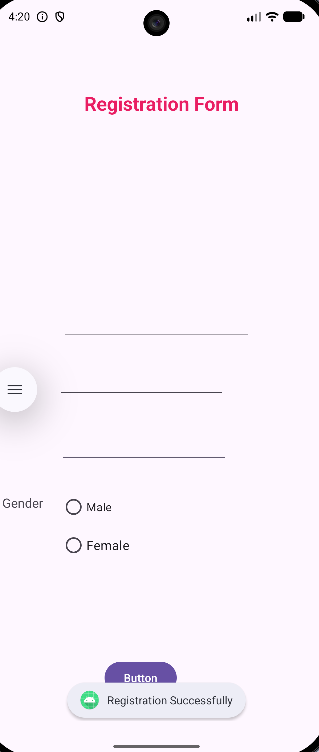 4:20
Registration Form
Gender
Male
Female
Button
Registration Successfully